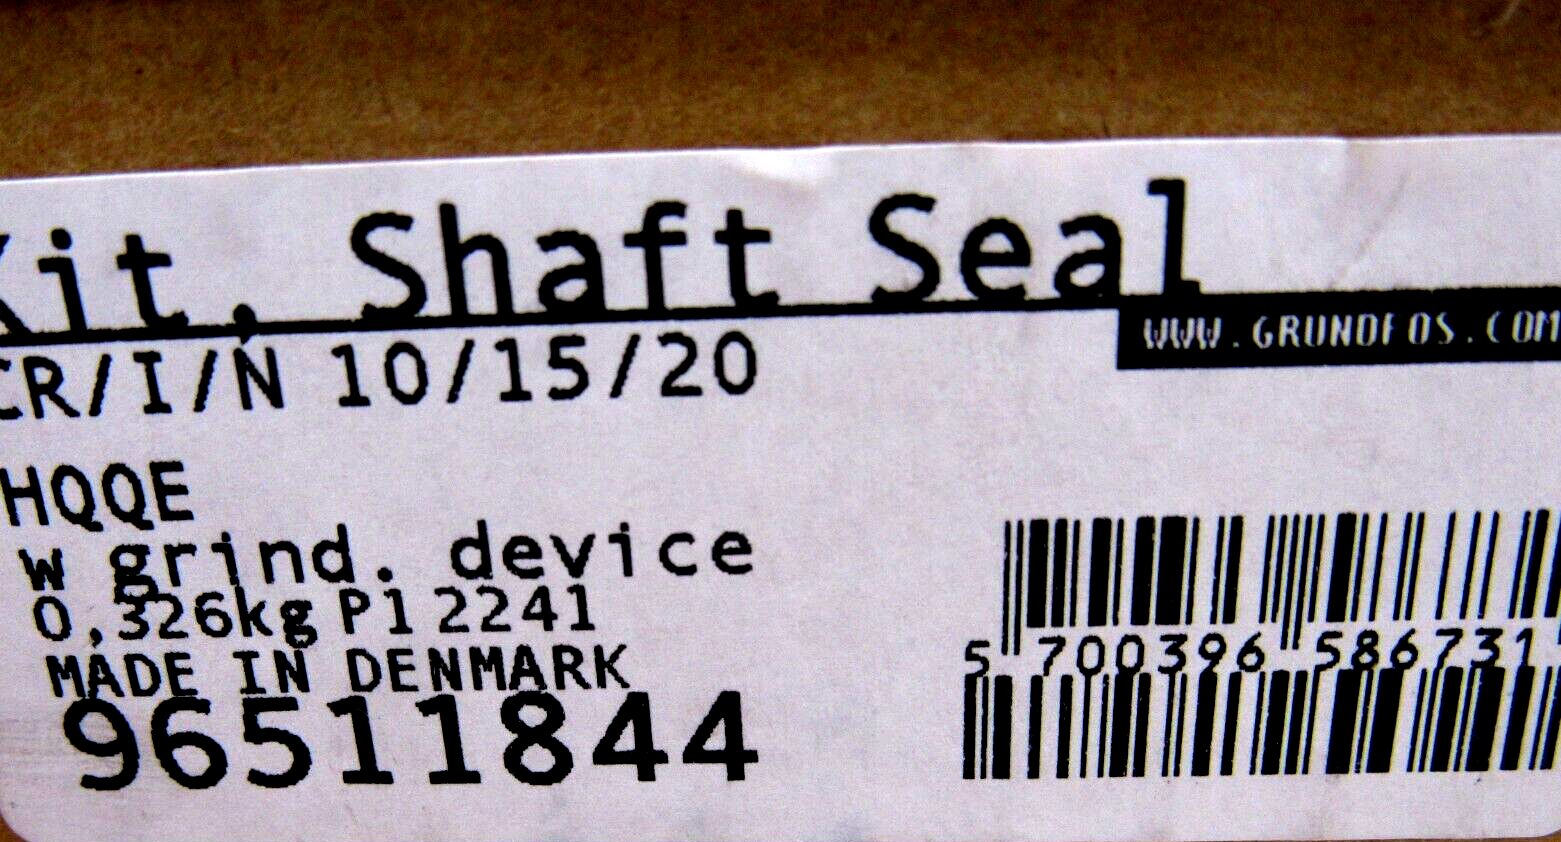 Kit, Shaft Seal
WWW.GRUNDFOS.COM
CR/I/N 10/15/20
HQQE
w grind. device
0,326kg P1 2241
MADE IN DENMARK
96511844
5 700396 586731